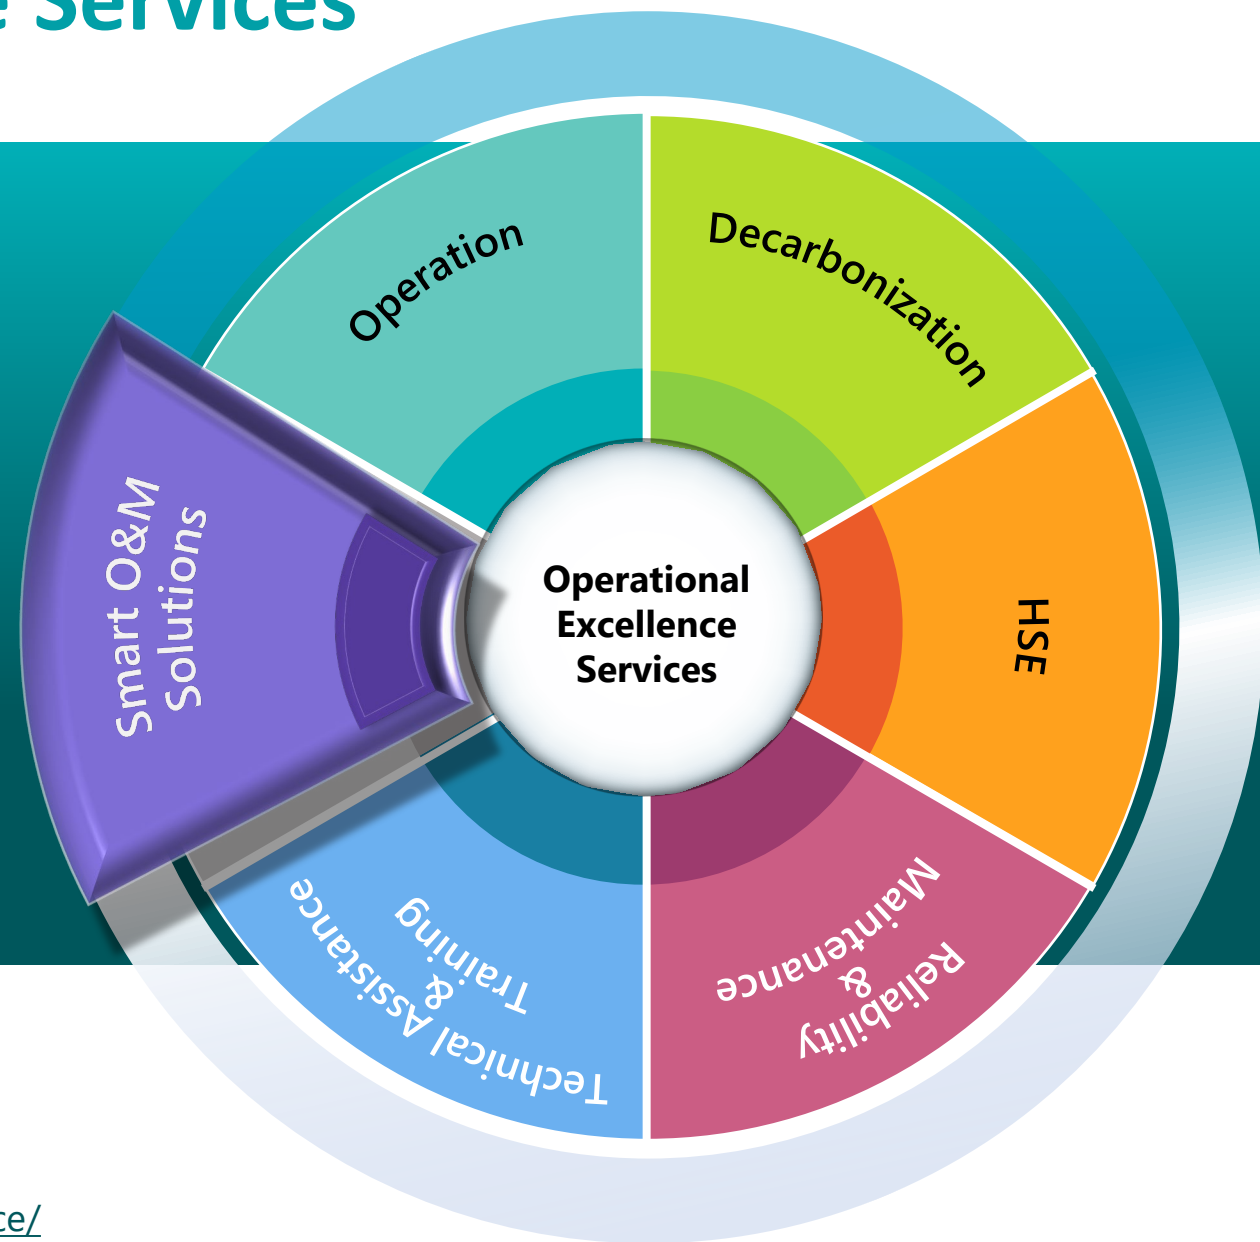 e Services
Operation
Decarbonization
HSE
Reliability
&
Maintenance
Technical Assistance
&
Training
Smart O&M
Solutions
Operational
Excellence
Services
ce/